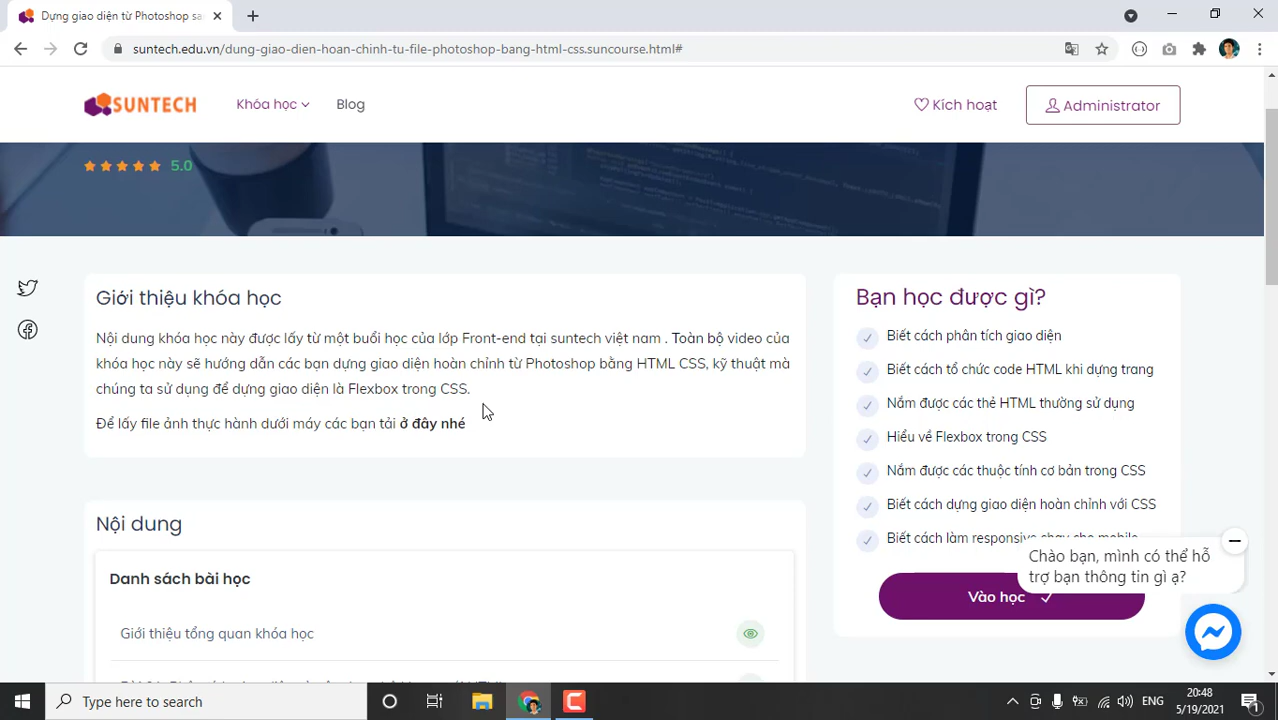 Dựng giao diện từ Photoshop sa
suntech.edu.vn/dung-giao-dien-hoan-chinh-tu-file-photoshop-bang-html-css.suncourse.html#
SUNTECH
Khóa học
Blog
Kích hoạt
Administrator
5.0
Giới thiệu khóa học
Nội dung khóa học này được lấy từ một buổi học của lớp Front-end tại suntech việt nam . Toàn bộ video của
khóa học này sẽ hướng dẫn các bạn dựng giao diện hoàn chỉnh từ Photoshop bằng HTML CSS, kỹ thuật mà
chúng ta sử dụng để dựng giao diện là Flexbox trong CSS.
Để lấy file ảnh thực hành dưới máy các bạn tải ở đây nhé
Nội dung
Danh sách bài học
Giới thiệu tổng quan khóa học
Bạn học được gì?
Biết cách phân tích giao diện
Biết cách tổ chức code HTML khi dựng trang
Nắm được các thẻ HTML thường sử dụng
Hiểu về Flexbox trong CSS
Nắm được các thuộc tính cơ bản trong CSS
Biết cách dựng giao diện hoàn chỉnh với CSS
Biết cách làm responsive chạy cho mobile
Chào bạn, mình có thể hỗ
trợ bạn thông tin gì ạ?
Vào học
Type here to search
ENG
20:48
5/19/2021
1